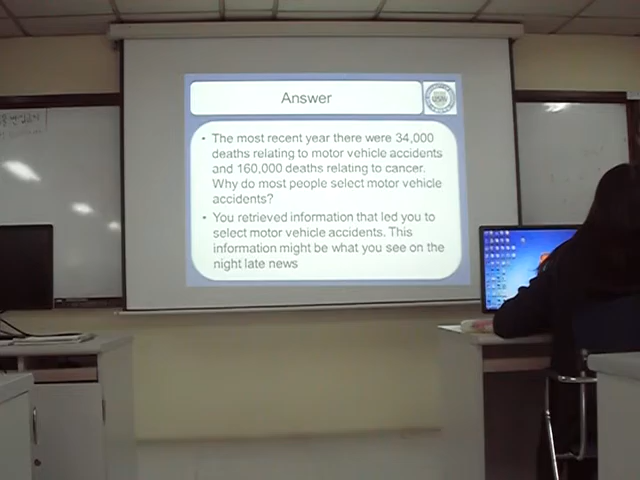 Answer
• The most recent year there were 34,000
deaths relating to motor vehicle accidents
and 160,000 deaths relating to cancer.
Why do most people select motor vehicle
accidents?
• You retrieved information that led you to
select motor vehicle accidents. This
information might be what you see on the
night late news